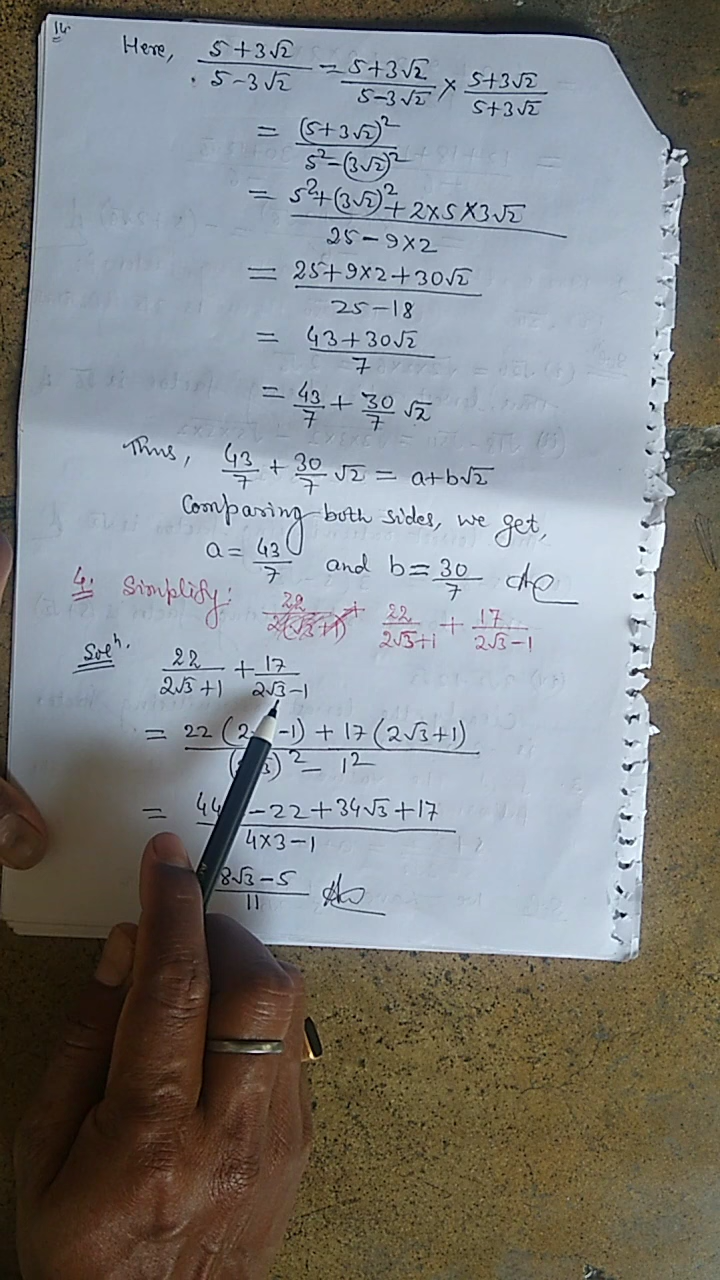 14.
Here, (5+3√2)/(5-3√2) = (5+3√2)/(5-3√2) × (5+3√2)/(5+3√2)
= (5+3√2)²/(5²-(3√2)²)
= (5²+(3√2)²+2×5×3√2)/(25-9×2)
= (25+9×2+30√2)/(25-18)
= (43+30√2)/7
= 43/7 + 30/7 √2
Thus, 43/7 + 30/7 √2 = a+b√2
Comparing both sides, we get,
a = 43/7 and b = 30/7
4. Simplify: 22/(2√3+1) + 17/(2√3-1)
Solⁿ. 22/(2√3+1) + 17/(2√3-1)
= (22(2 -1) + 17(2√3+1))/(( )² - 1²)
= (44 -22+34√3+17)/(4×3-1)
8√3-5/11